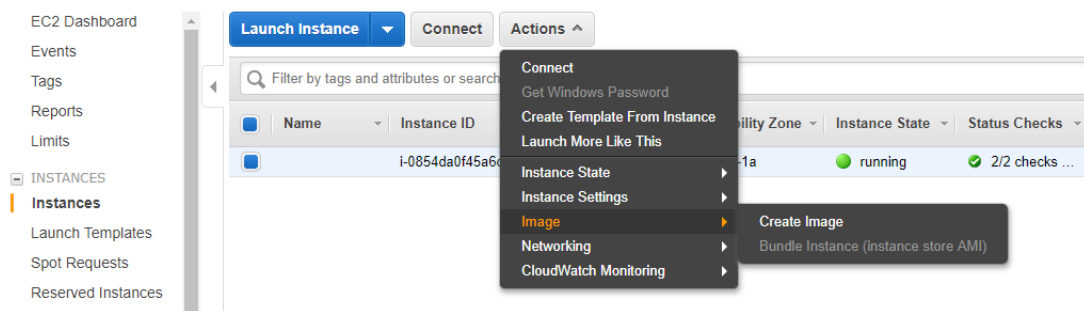 EC2 Dashboard
Events
Tags
Reports
Limits
INSTANCES
Instances
Launch Templates
Spot Requests
Reserved Instances
Launch Instance
Connect
Actions
Filter by tags and attributes or search
Name
Instance ID
Zone
Instance State
Status Checks
running
2/2 checks ...
Connect
Get Windows Password
Create Template From Instance
Launch More Like This
Instance State
Instance Settings
Image
Networking
CloudWatch Monitoring
Create Image
Bundle Instance (instance store AMI)